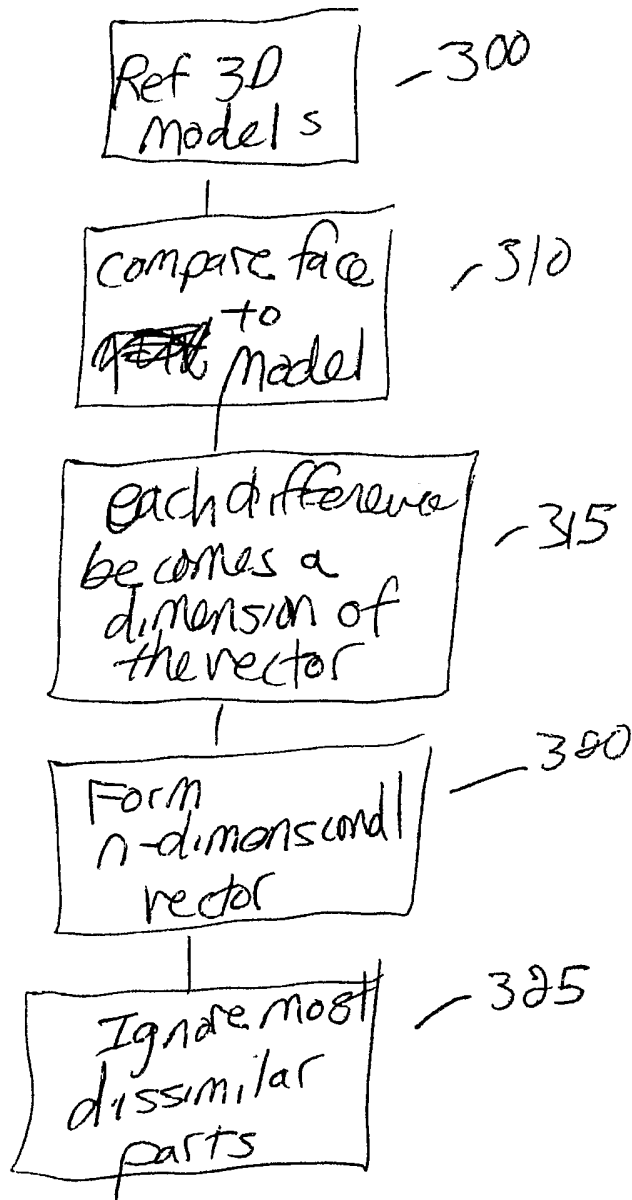 Ref 3D
Models
300
compare face
to
Model
310
each difference
becomes a
dimension of
the vector
315
Form
n-dimensional
vector
320
Ignore most
dissimilar
parts
325